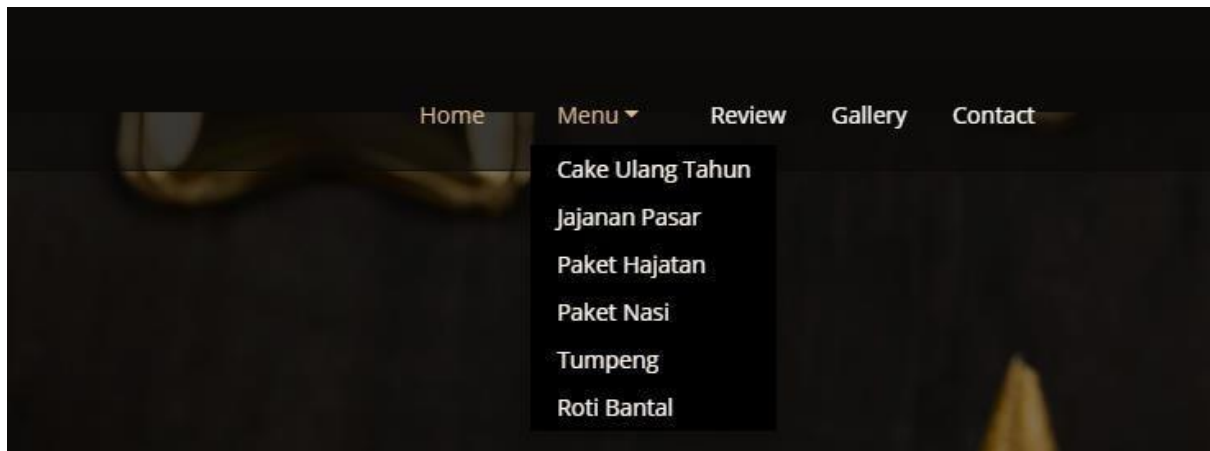 Home Menu Review Gallery Contact
Cake Ulang Tahun
Jajanan Pasar
Paket Hajatan
Paket Nasi
Tumpeng
Roti Bantal